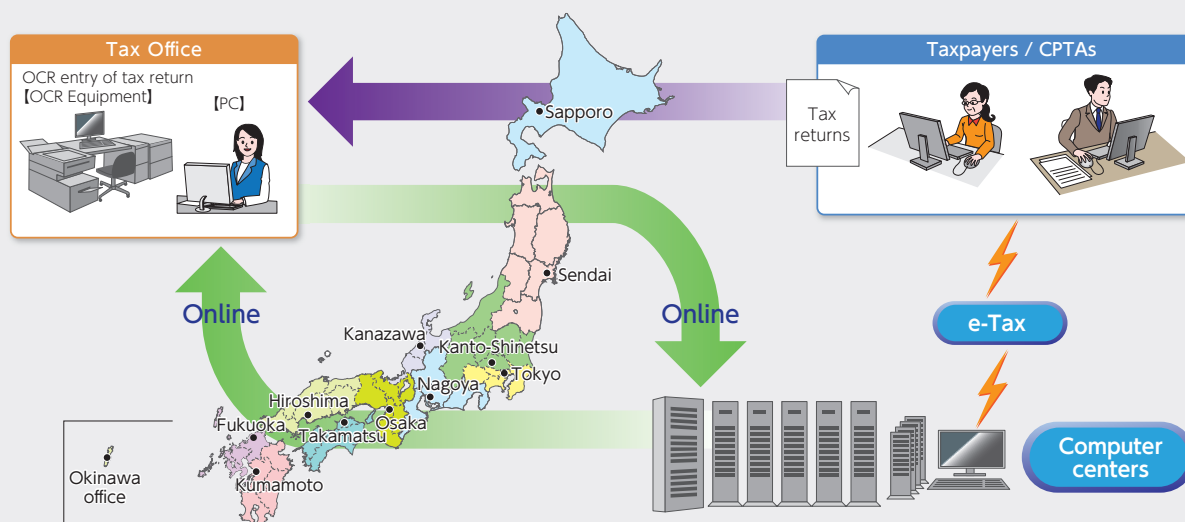 Tax Office
OCR entry of tax return
【OCR Equipment】
【PC】
Taxpayers / CPTAs
Tax
returns
Sapporo
Sendai
Online
Online
e-Tax
Kanazawa
Kanto-Shinetsu
Tokyo
Nagoya
Hiroshima
Osaka
Fukuoka
Takamatsu
Kumamoto
Okinawa
office
Computer
centers